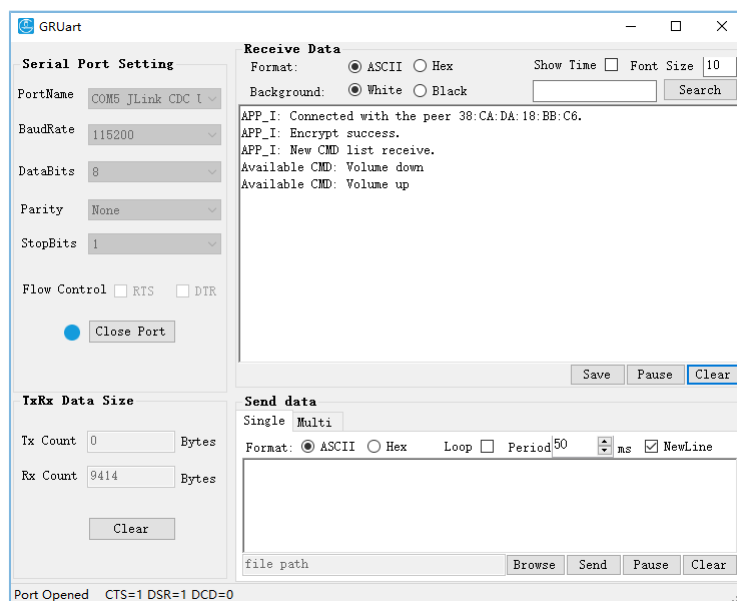 GRUart
Serial Port Setting
PortName COM5 JLink CDC U
BaudRate 115200
DataBits 8
Parity None
StopBits 1
Flow Control RTS DTR
Close Port
TxRx Data Size
Tx Count 0 Bytes
Rx Count 9414 Bytes
Clear
Receive Data
Format: ASCII Hex Show Time Font Size 10
Background: White Black Search
APP_I: Connected with the peer 38:CA:DA:18:BB:C6.
APP_I: Encrypt success.
APP_I: New CMD list receive.
Available CMD: Volume down
Available CMD: Volume up
Save Pause Clear
Send data
Single Multi
Format: ASCII Hex Loop Period 50 ms NewLine
file path Browse Send Pause Clear
Port Opened CTS=1 DSR=1 DCD=0